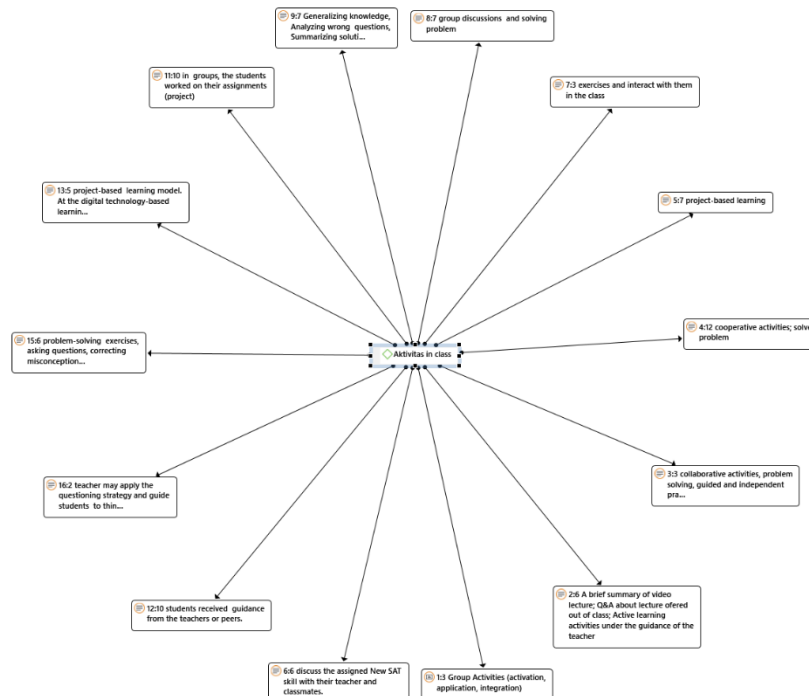 9:7 Generalizing knowledge,
Analyzing wrong questions,
Summarizing soluti...
8:7 group discussions and solving
problem
11:10 in groups, the students
worked on their assignments
(project)
7:3 exercises and interact with them
in the class
13:5 project-based learning model.
At the digital technology-based
learnin...
5:7 project-based learning
4:12 cooperative activities; solve
problem
15:6 problem-solving exercises,
asking questions, correcting
misconception...
Aktivitas in class
3:3 collaborative activities, problem
solving, guided and independent
pra...
16:2 teacher may apply the
questioning strategy and guide
students to thin...
2:6 A brief summary of video
lecture; Q&A about lecture ofered
out of class; Active learning
activities under the guidance of the
teacher
12:10 students received guidance
from the teachers or peers.
6:6 discuss the assigned New SAT
skill with their teacher and
classmates.
1:3 Group Activities (activation,
application, integration)